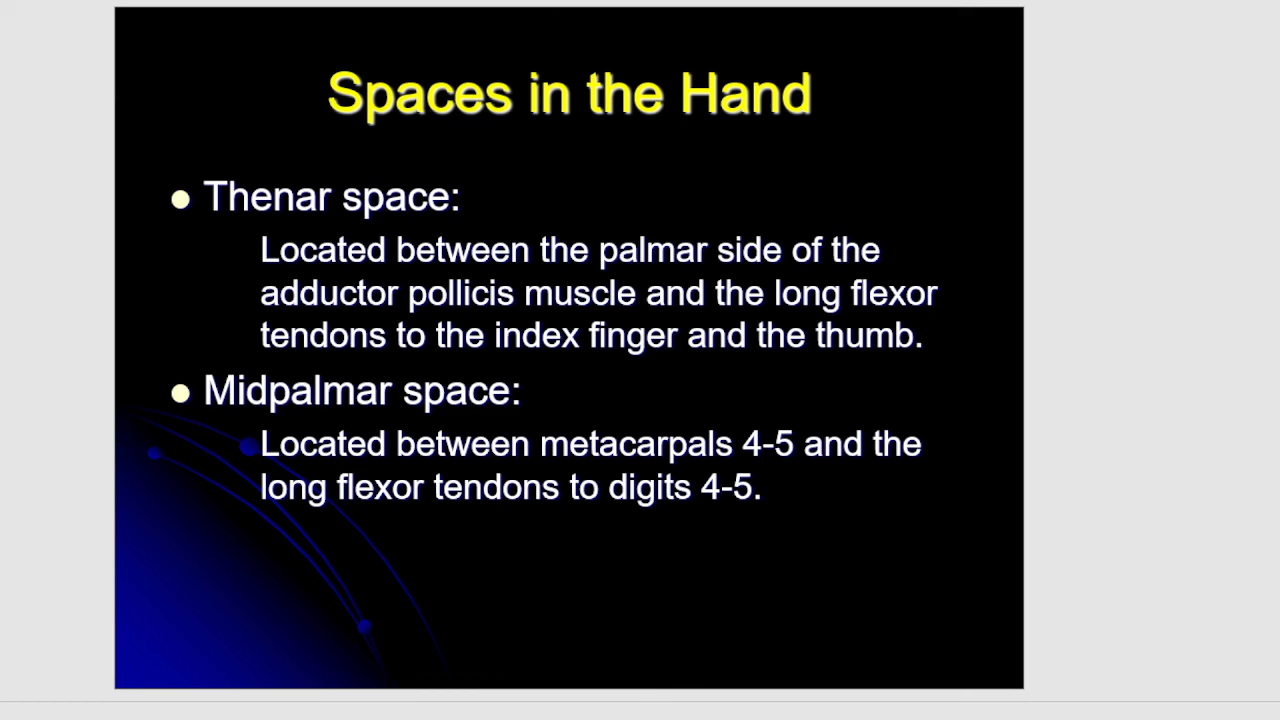 Spaces in the Hand
Thenar space:
Located between the palmar side of the
adductor pollicis muscle and the long flexor
tendons to the index finger and the thumb.
Midpalmar space:
Located between metacarpals 4-5 and the
long flexor tendons to digits 4-5.